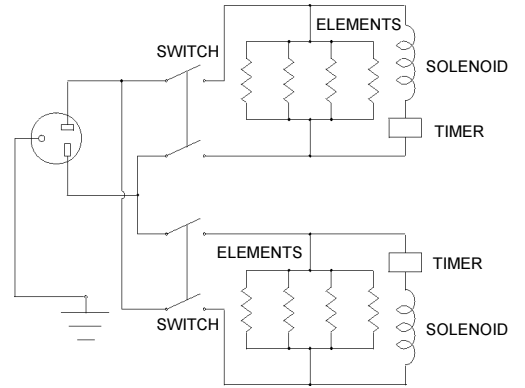 ELEMENTS
SWITCH
SOLENOID
TIMER
ELEMENTS
TIMER
SWITCH
SOLENOID